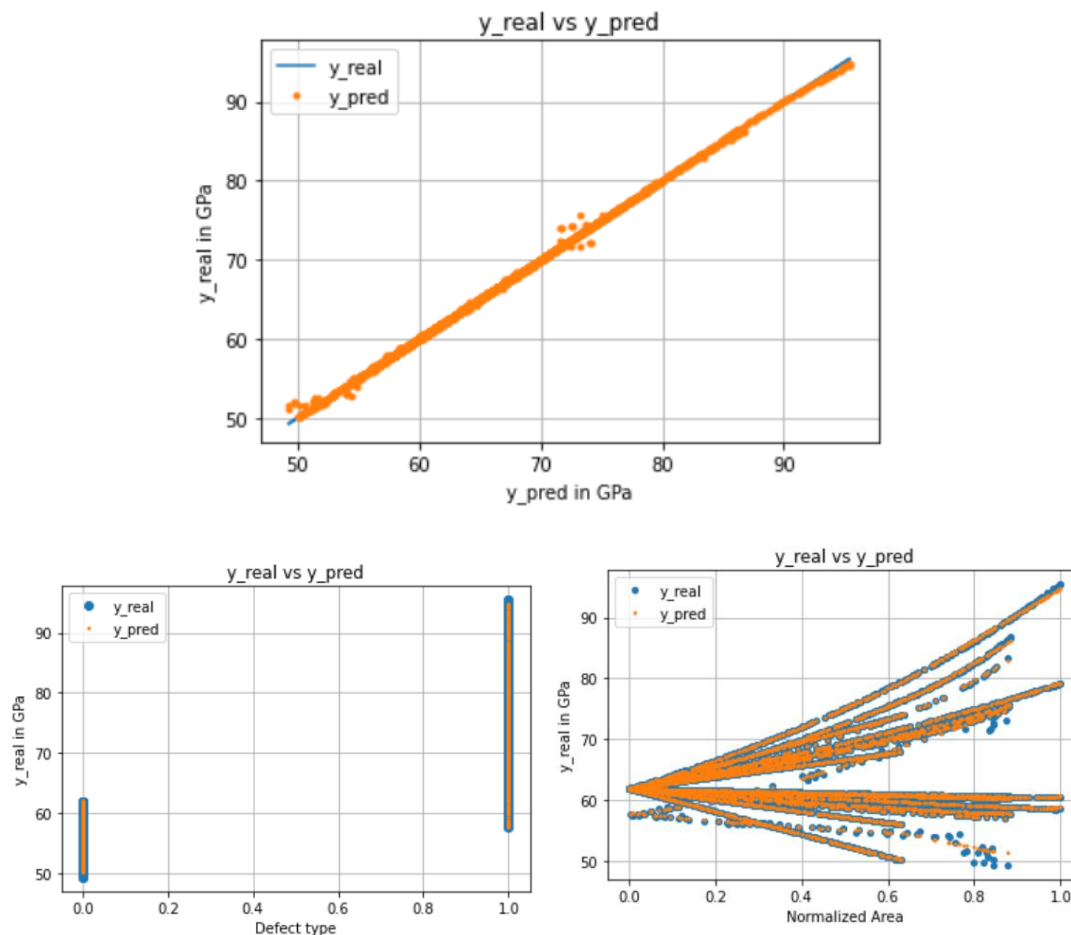 y_real vs y_pred
y_real
y_pred
90
80
70
60
50
y_real in GPa
50 60 70 80 90
y_pred in GPa
y_real vs y_pred
y_real
y_pred
90
80
70
60
50
y_real in GPa
0.0 0.2 0.4 0.6 0.8 1.0
Defect type
y_real vs y_pred
y_real
y_pred
90
80
70
60
50
y_real in GPa
0.0 0.2 0.4 0.6 0.8 1.0
Normalized Area